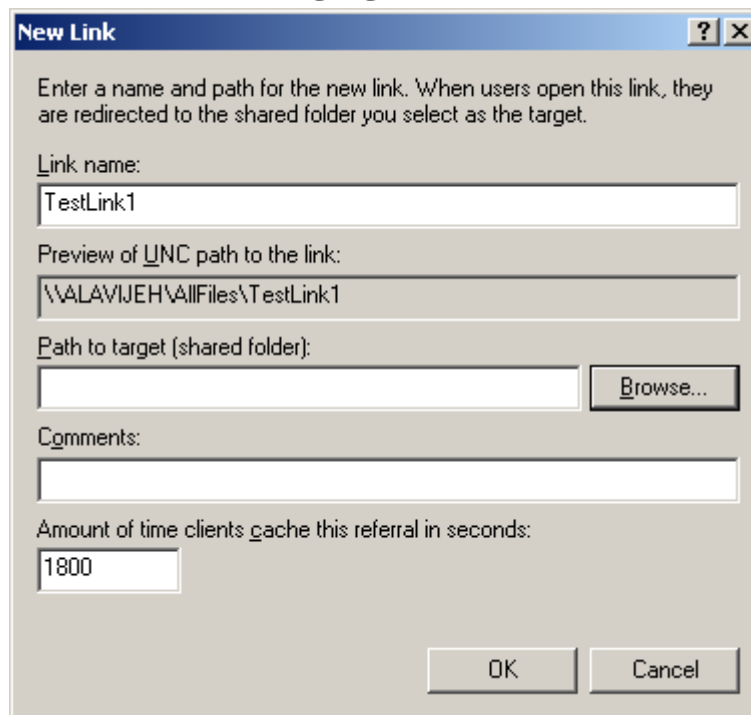 New Link
Enter a name and path for the new link. When users open this link, they
are redirected to the shared folder you select as the target.
Link name:
TestLink1
Preview of UNC path to the link:
\\ALAVIJEH\AllFiles\TestLink1
Path to target (shared folder):
Browse...
Comments:
Amount of time clients cache this referral in seconds:
1800
OK Cancel